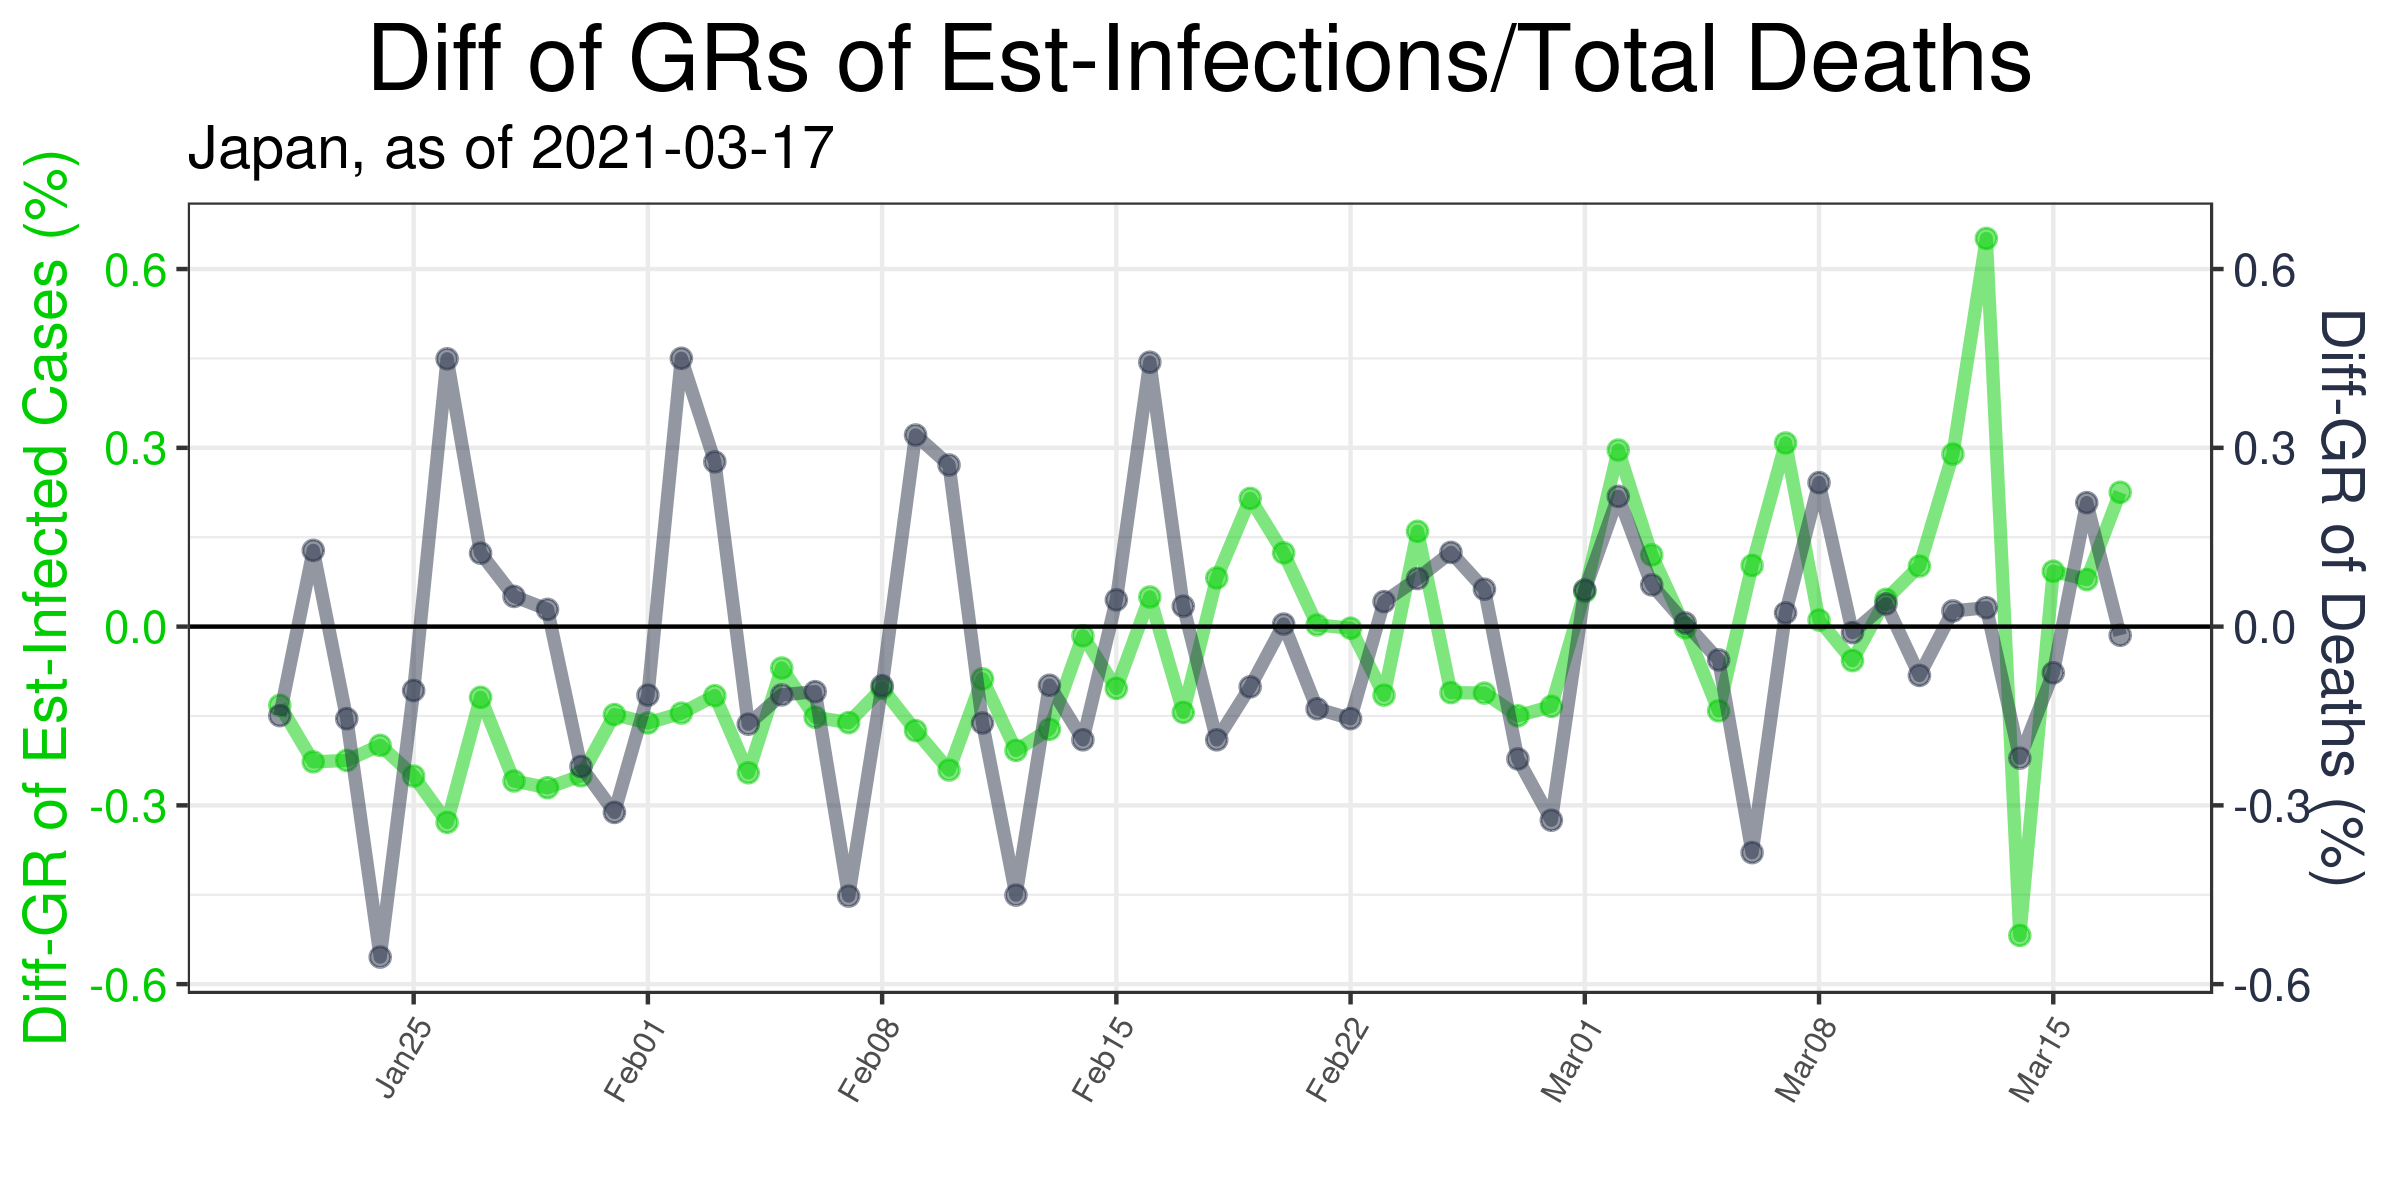 Diff of GRs of Est-Infections/Total Deaths
Japan, as of 2021-03-17
Diff-GR of Est-Infected Cases (%)
0.6
0.3
0.0
-0.3
-0.6
0.6
0.3
0.0
-0.3
-0.6
Diff-GR of Deaths (%)
Jan25
Feb01
Feb08
Feb15
Feb22
Mar01
Mar08
Mar15